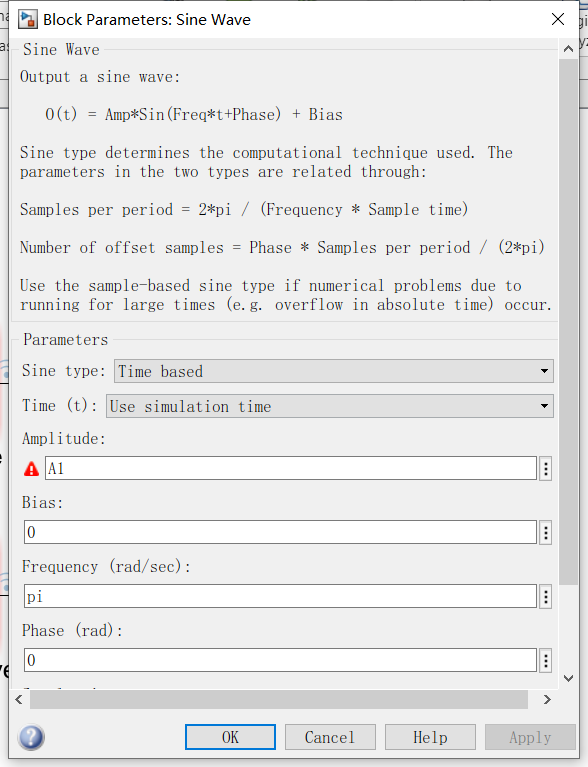 Block Parameters: Sine Wave
Sine Wave
Output a sine wave:
O(t) = Amp*Sin(Freq*t+Phase) + Bias
Sine type determines the computational technique used. The
parameters in the two types are related through:
Samples per period = 2*pi / (Frequency * Sample time)
Number of offset samples = Phase * Samples per period / (2*pi)
Use the sample-based sine type if numerical problems due to
running for large times (e.g. overflow in absolute time) occur.
Parameters
Sine type: Time based
Time (t): Use simulation time
Amplitude:
A1
Bias:
0
Frequency (rad/sec):
pi
Phase (rad):
0
OK Cancel Help Apply